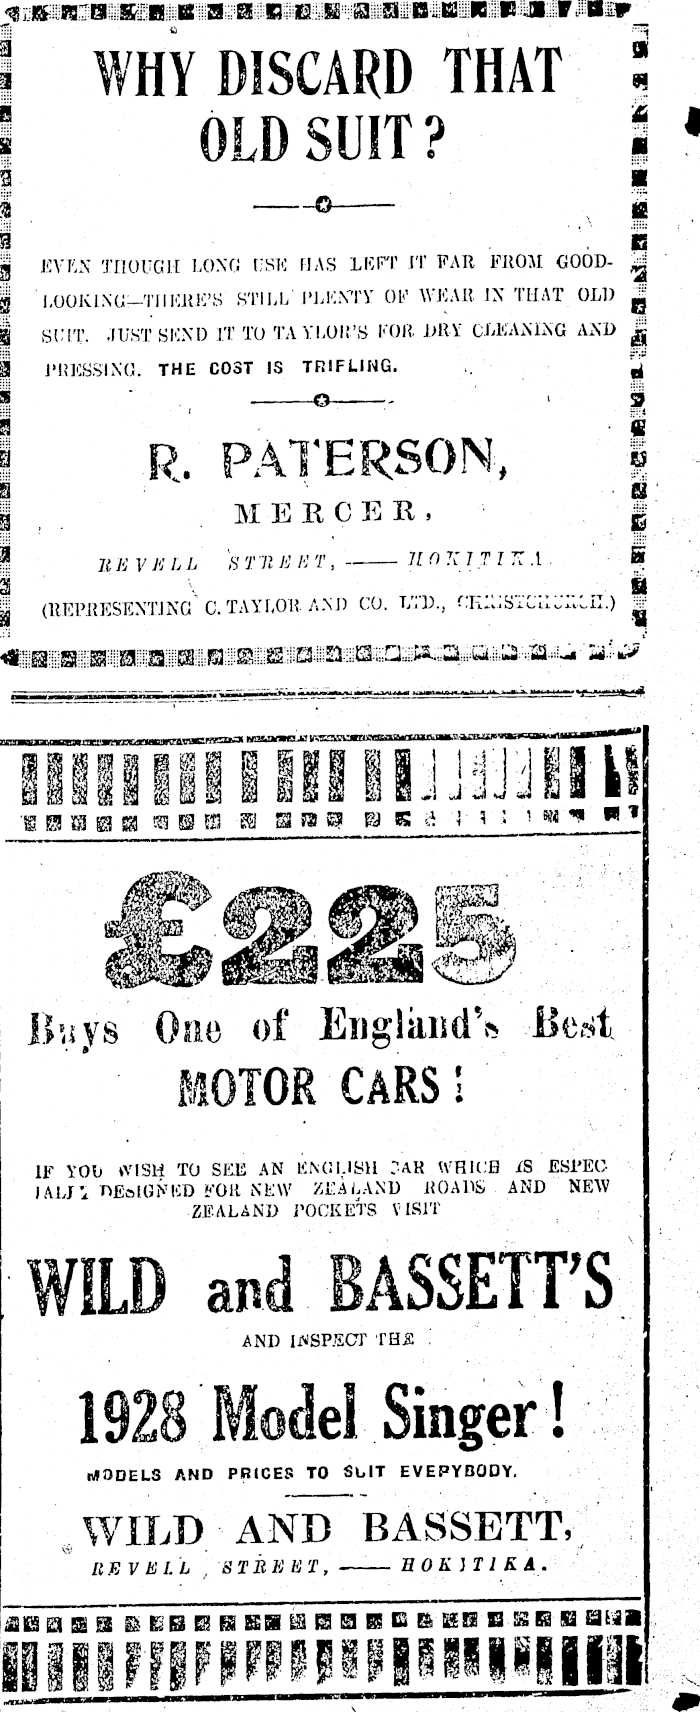 WHY DISCARD THAT
OLD SUIT?
EVEN THOUGH LONG USE HAS LEFT IT FAR FROM GOOD-
LOOKING—THERE'S STILL PLENTY OF WEAR IN THAT OLD
SUIT. JUST SEND IT TO TAYLOR'S FOR DRY CLEANING AND
PRESSING. THE COST IS TRIFLING.
R. PATERSON,
MERCER,
REVELL STREET, —— HOKITIKA.
(REPRESENTING C. TAYLOR AND CO. LTD., CHRISTCHURCH.)
£225
Buys One of England's Best
MOTOR CARS!
IF YOU WISH TO SEE AN ENGLISH CAR WHICH IS ESPEC
IALLY DESIGNED FOR NEW ZEALAND ROADS AND NEW
ZEALAND POCKETS VISIT
WILD and BASSETT'S
AND INSPECT THE
1928 Model Singer!
MODELS AND PRICES TO SUIT EVERYBODY.
WILD AND BASSETT,
REVELL STREET, —— HOKITIKA.